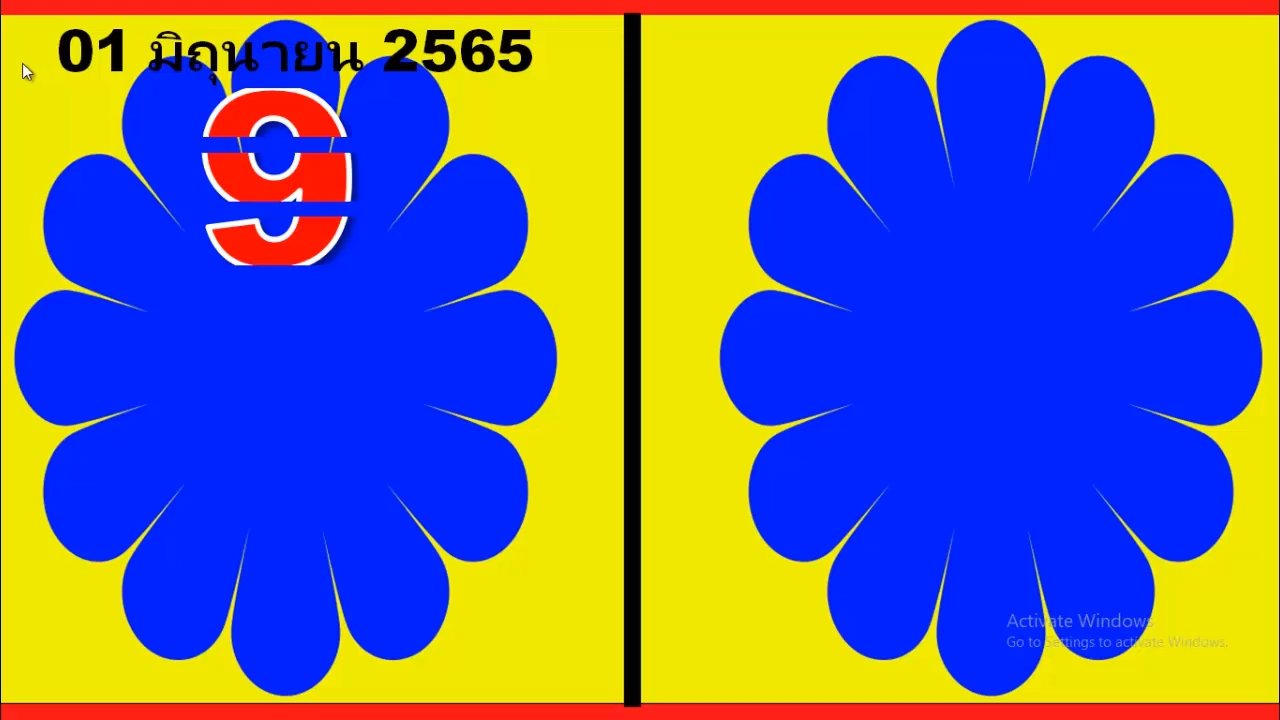 01 มิถุนายน 2565
9
Activate Windows
Go to Settings to activate Windows.